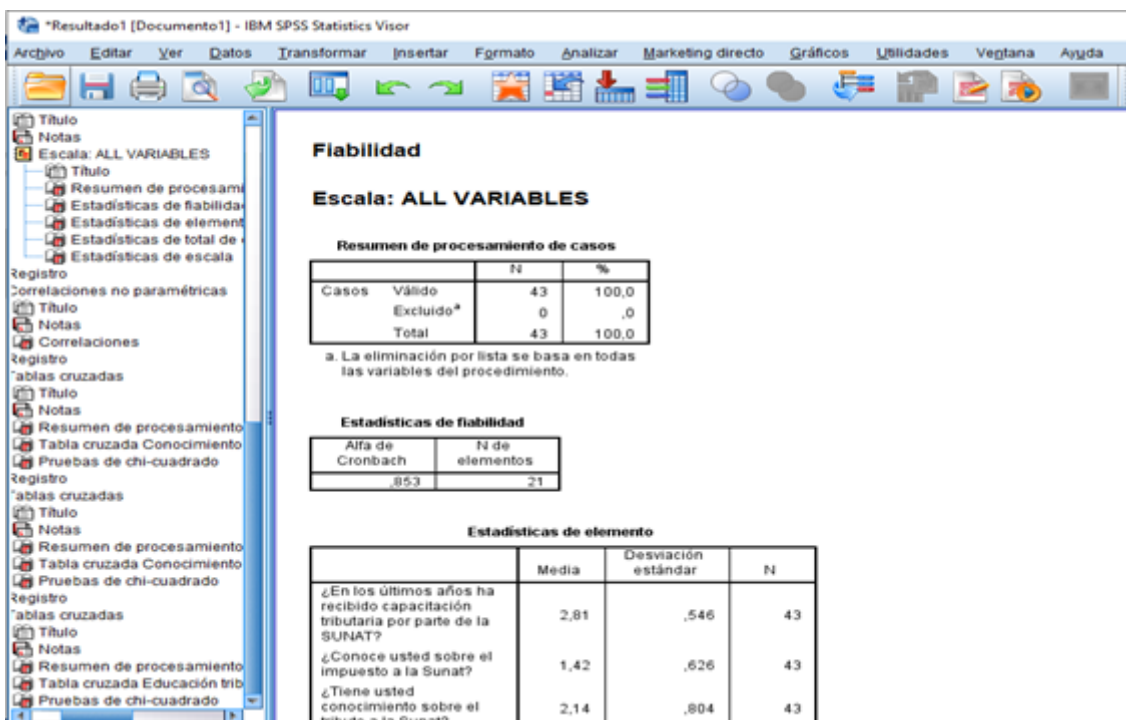 *Resultado1 [Documento1] - IBM SPSS Statistics Visor
Archivo Editar Ver Datos Transformar Insertar Formato Analizar Marketing directo Gráficos Utilidades Ventana Ayuda
Título
Notas
Escala: ALL VARIABLES
Título
Resumen de procesami
Estadísticas de fiabilida
Estadísticas de element
Estadísticas de total de
Estadísticas de escala
Registro
Correlaciones no paramétricas
Título
Notas
Correlaciones
Registro
Tablas cruzadas
Título
Notas
Resumen de procesamiento
Tabla cruzada Conocimiento
Pruebas de chi-cuadrado
Registro
Tablas cruzadas
Título
Notas
Resumen de procesamiento
Tabla cruzada Conocimiento
Pruebas de chi-cuadrado
Registro
Tablas cruzadas
Título
Notas
Resumen de procesamiento
Tabla cruzada Educación trib
Pruebas de chi-cuadrado
Fiabilidad
Escala: ALL VARIABLES
Resumen de procesamiento de casos
N %
Casos Válido 43 100,0
Excluido a 0 ,0
Total 43 100,0
a. La eliminación por lista se basa en todas
las variables del procedimiento.
Estadísticas de fiabilidad
Alfa de N de
Cronbach elementos
,853 21
Estadísticas de elemento
Desviación
Media estándar N
¿En los últimos años ha
recibido capacitación
tributaria por parte de la 2,81 ,546 43
SUNAT?
¿Conoce usted sobre el
impuesto a la Sunat? 1,42 ,626 43
¿Tiene usted
conocimiento sobre el 2,14 ,804 43
tributo a la Sunat?